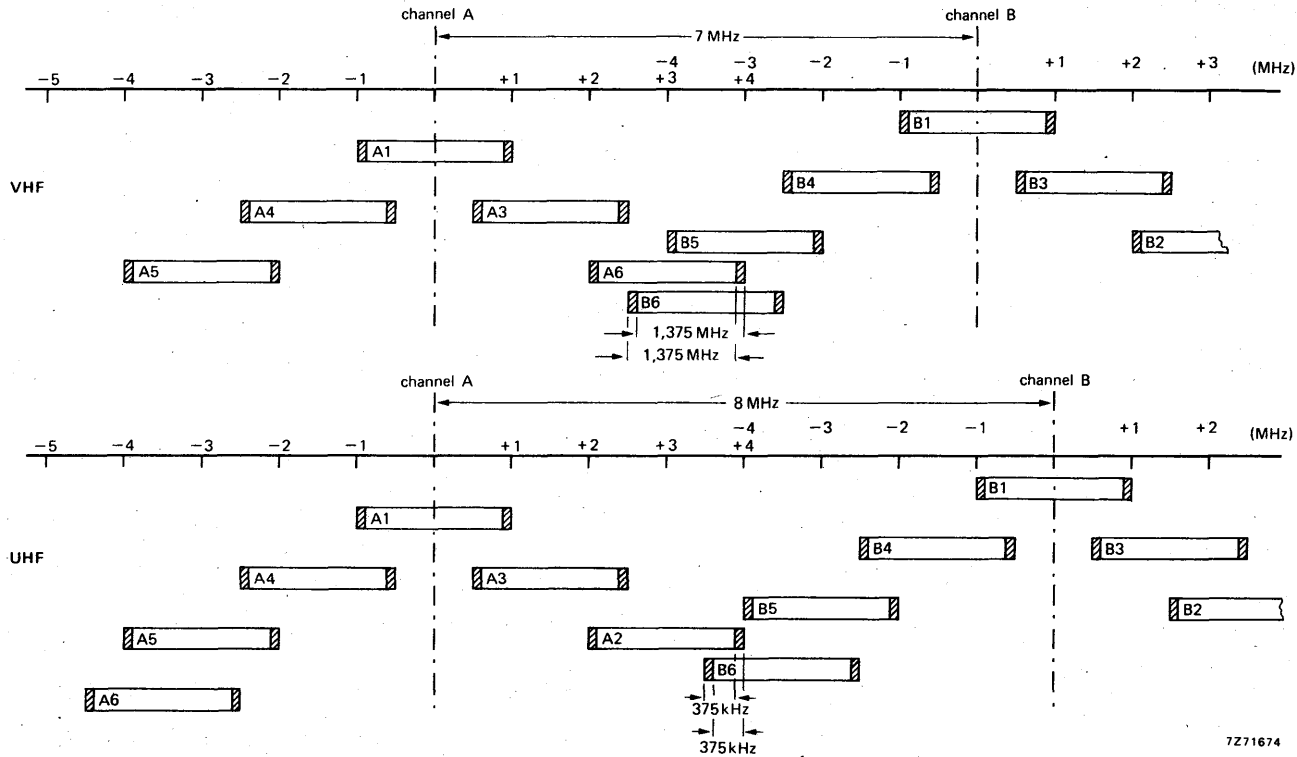 channel A channel B
7 MHz
-4 -3 -2 -1 +1 +2 +3 (MHz)
-5 -4 -3 -2 -1 +1 +2 +3 +4
B1
A1
VHF
B4 B3
A4 A3
B5 B2
A5 A6
B6
1,375 MHz
1,375 MHz
channel A channel B
8 MHz
-4 -3 -2 -1 +1 +2 (MHz)
-5 -4 -3 -2 -1 +1 +2 +3 +4
B1
A1
UHF
B4 B3
A4 A3
B5 B2
A5 A2
B6
A6
375 kHz
375 kHz
7Z71674